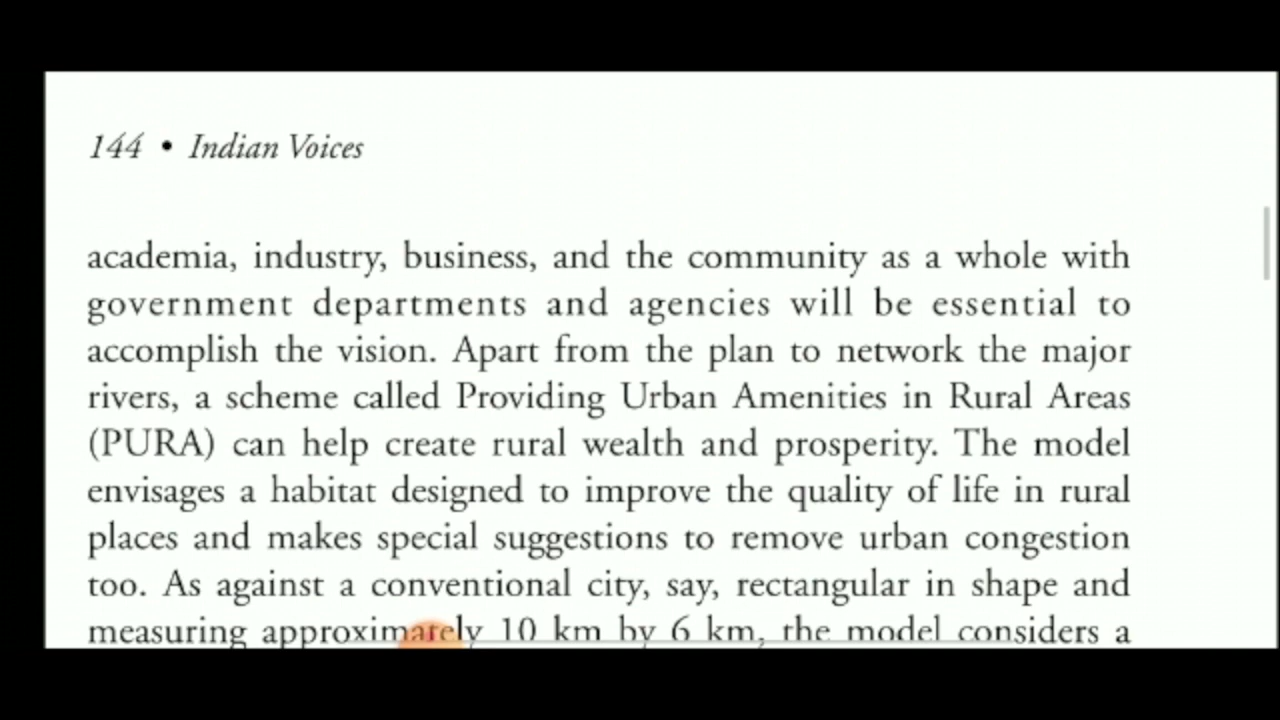 144 • Indian Voices
academia, industry, business, and the community as a whole with
government departments and agencies will be essential to
accomplish the vision. Apart from the plan to network the major
rivers, a scheme called Providing Urban Amenities in Rural Areas
(PURA) can help create rural wealth and prosperity. The model
envisages a habitat designed to improve the quality of life in rural
places and makes special suggestions to remove urban congestion
too. As against a conventional city, say, rectangular in shape and
measuring approximately 10 km by 6 km, the model considers a